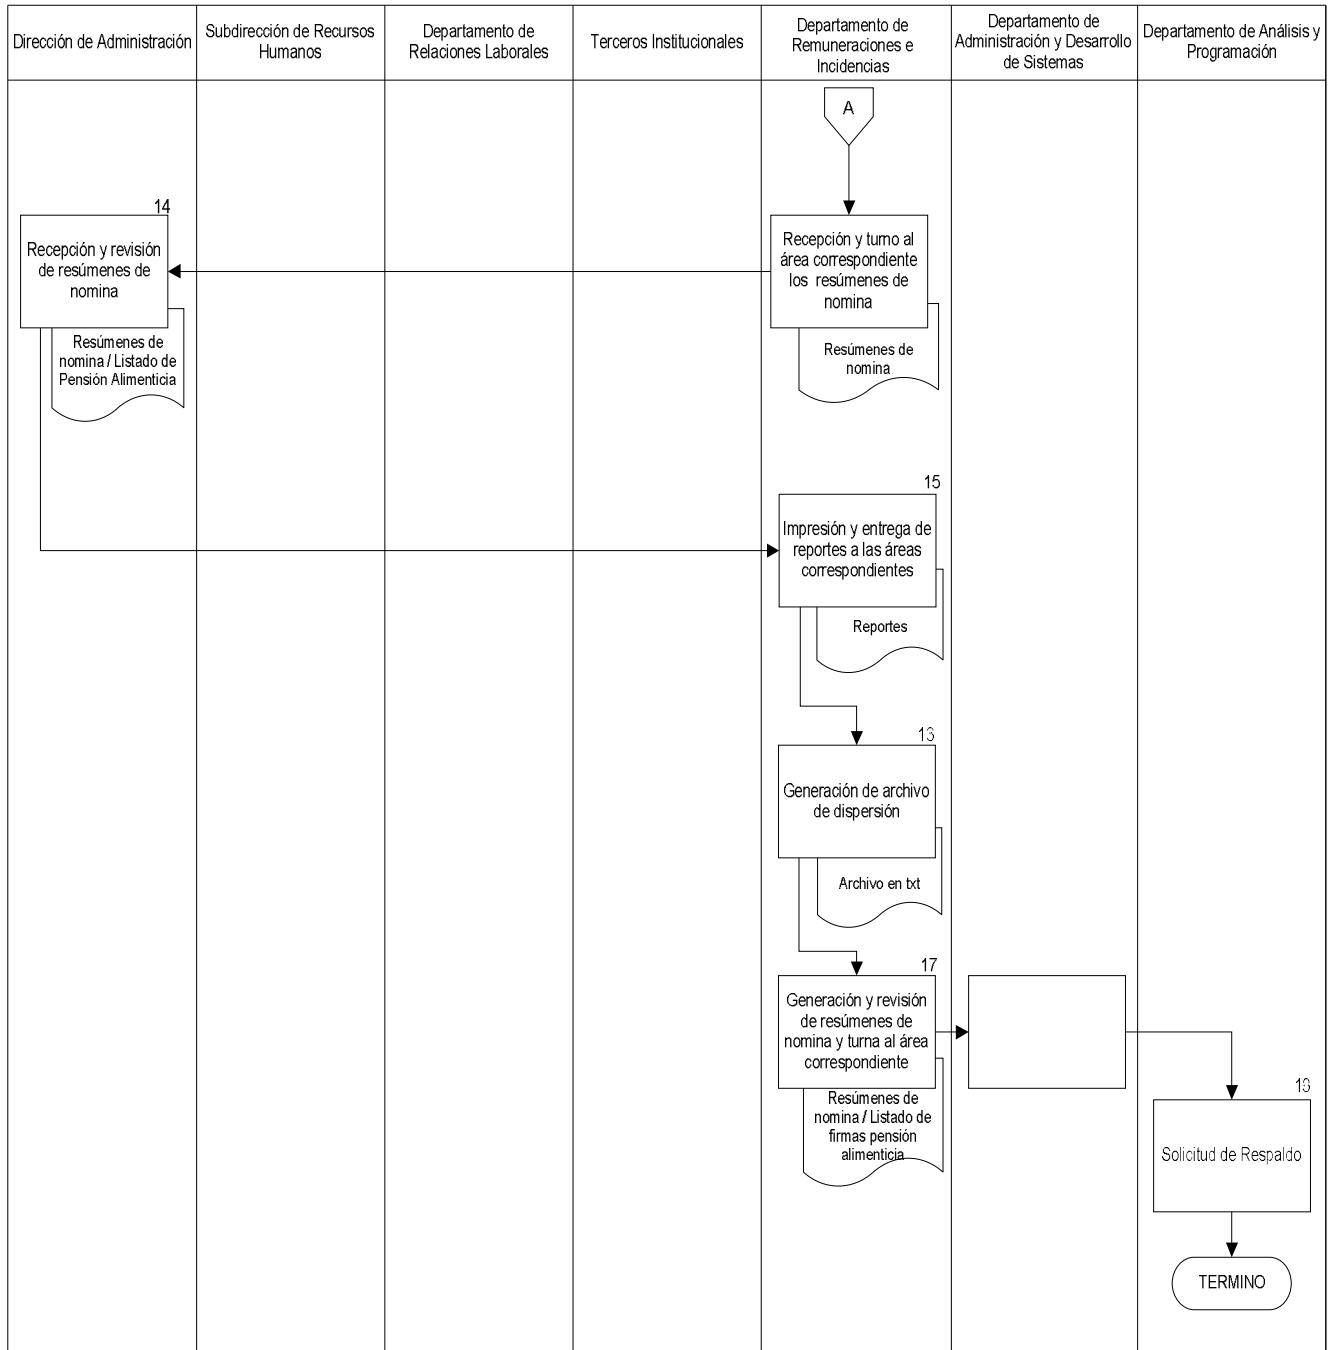 Dirección de Administración
Subdirección de Recursos
Humanos
Departamento de
Relaciones Laborales
Terceros Institucionales
Departamento de
Remuneraciones e
Incidencias
Departamento de
Administración y Desarrollo
de Sistemas
Departamento de Análisis y
Programación
A
14
Recepción y revisión
de resúmenes de
nomina
Resúmenes de
nomina / Listado de
Pensión Alimenticia
Recepción y turno al
área correspondiente
los resúmenes de
nomina
Resúmenes de
nomina
15
Impresión y entrega de
reportes a las áreas
correspondientes
Reportes
Generación de archivo
de dispersión
Archivo en txt
17
Generación y revisión
de resúmenes de
nomina y turna al área
correspondiente
Resúmenes de
nomina / Listado de
firmas pensión
alimenticia
Solicitud de Respaldo
TERMINO